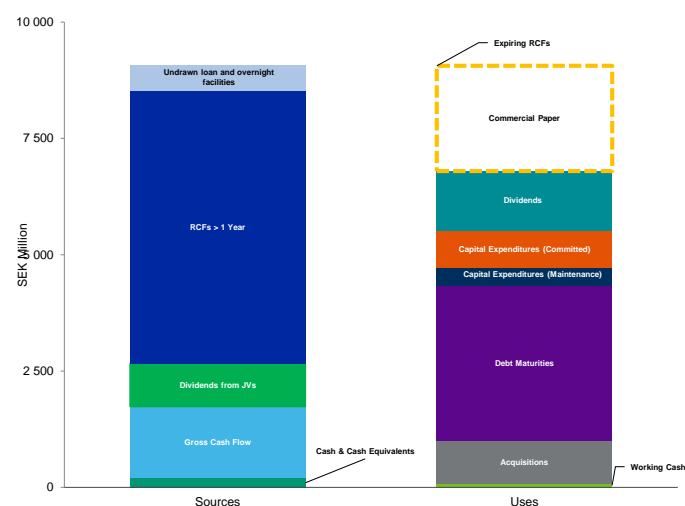 10 000
7 500
5 000
2 500
0
SEK Million
Undrawn loan and overnight
facilities
RCFs > 1 Year
Dividends from JVs
Gross Cash Flow
Cash & Cash Equivalents
Expiring RCFs
Commercial Paper
Dividends
Capital Expenditures (Committed)
Capital Expenditures (Maintenance)
Debt Maturities
Acquisitions
Working Cash
Sources
Uses